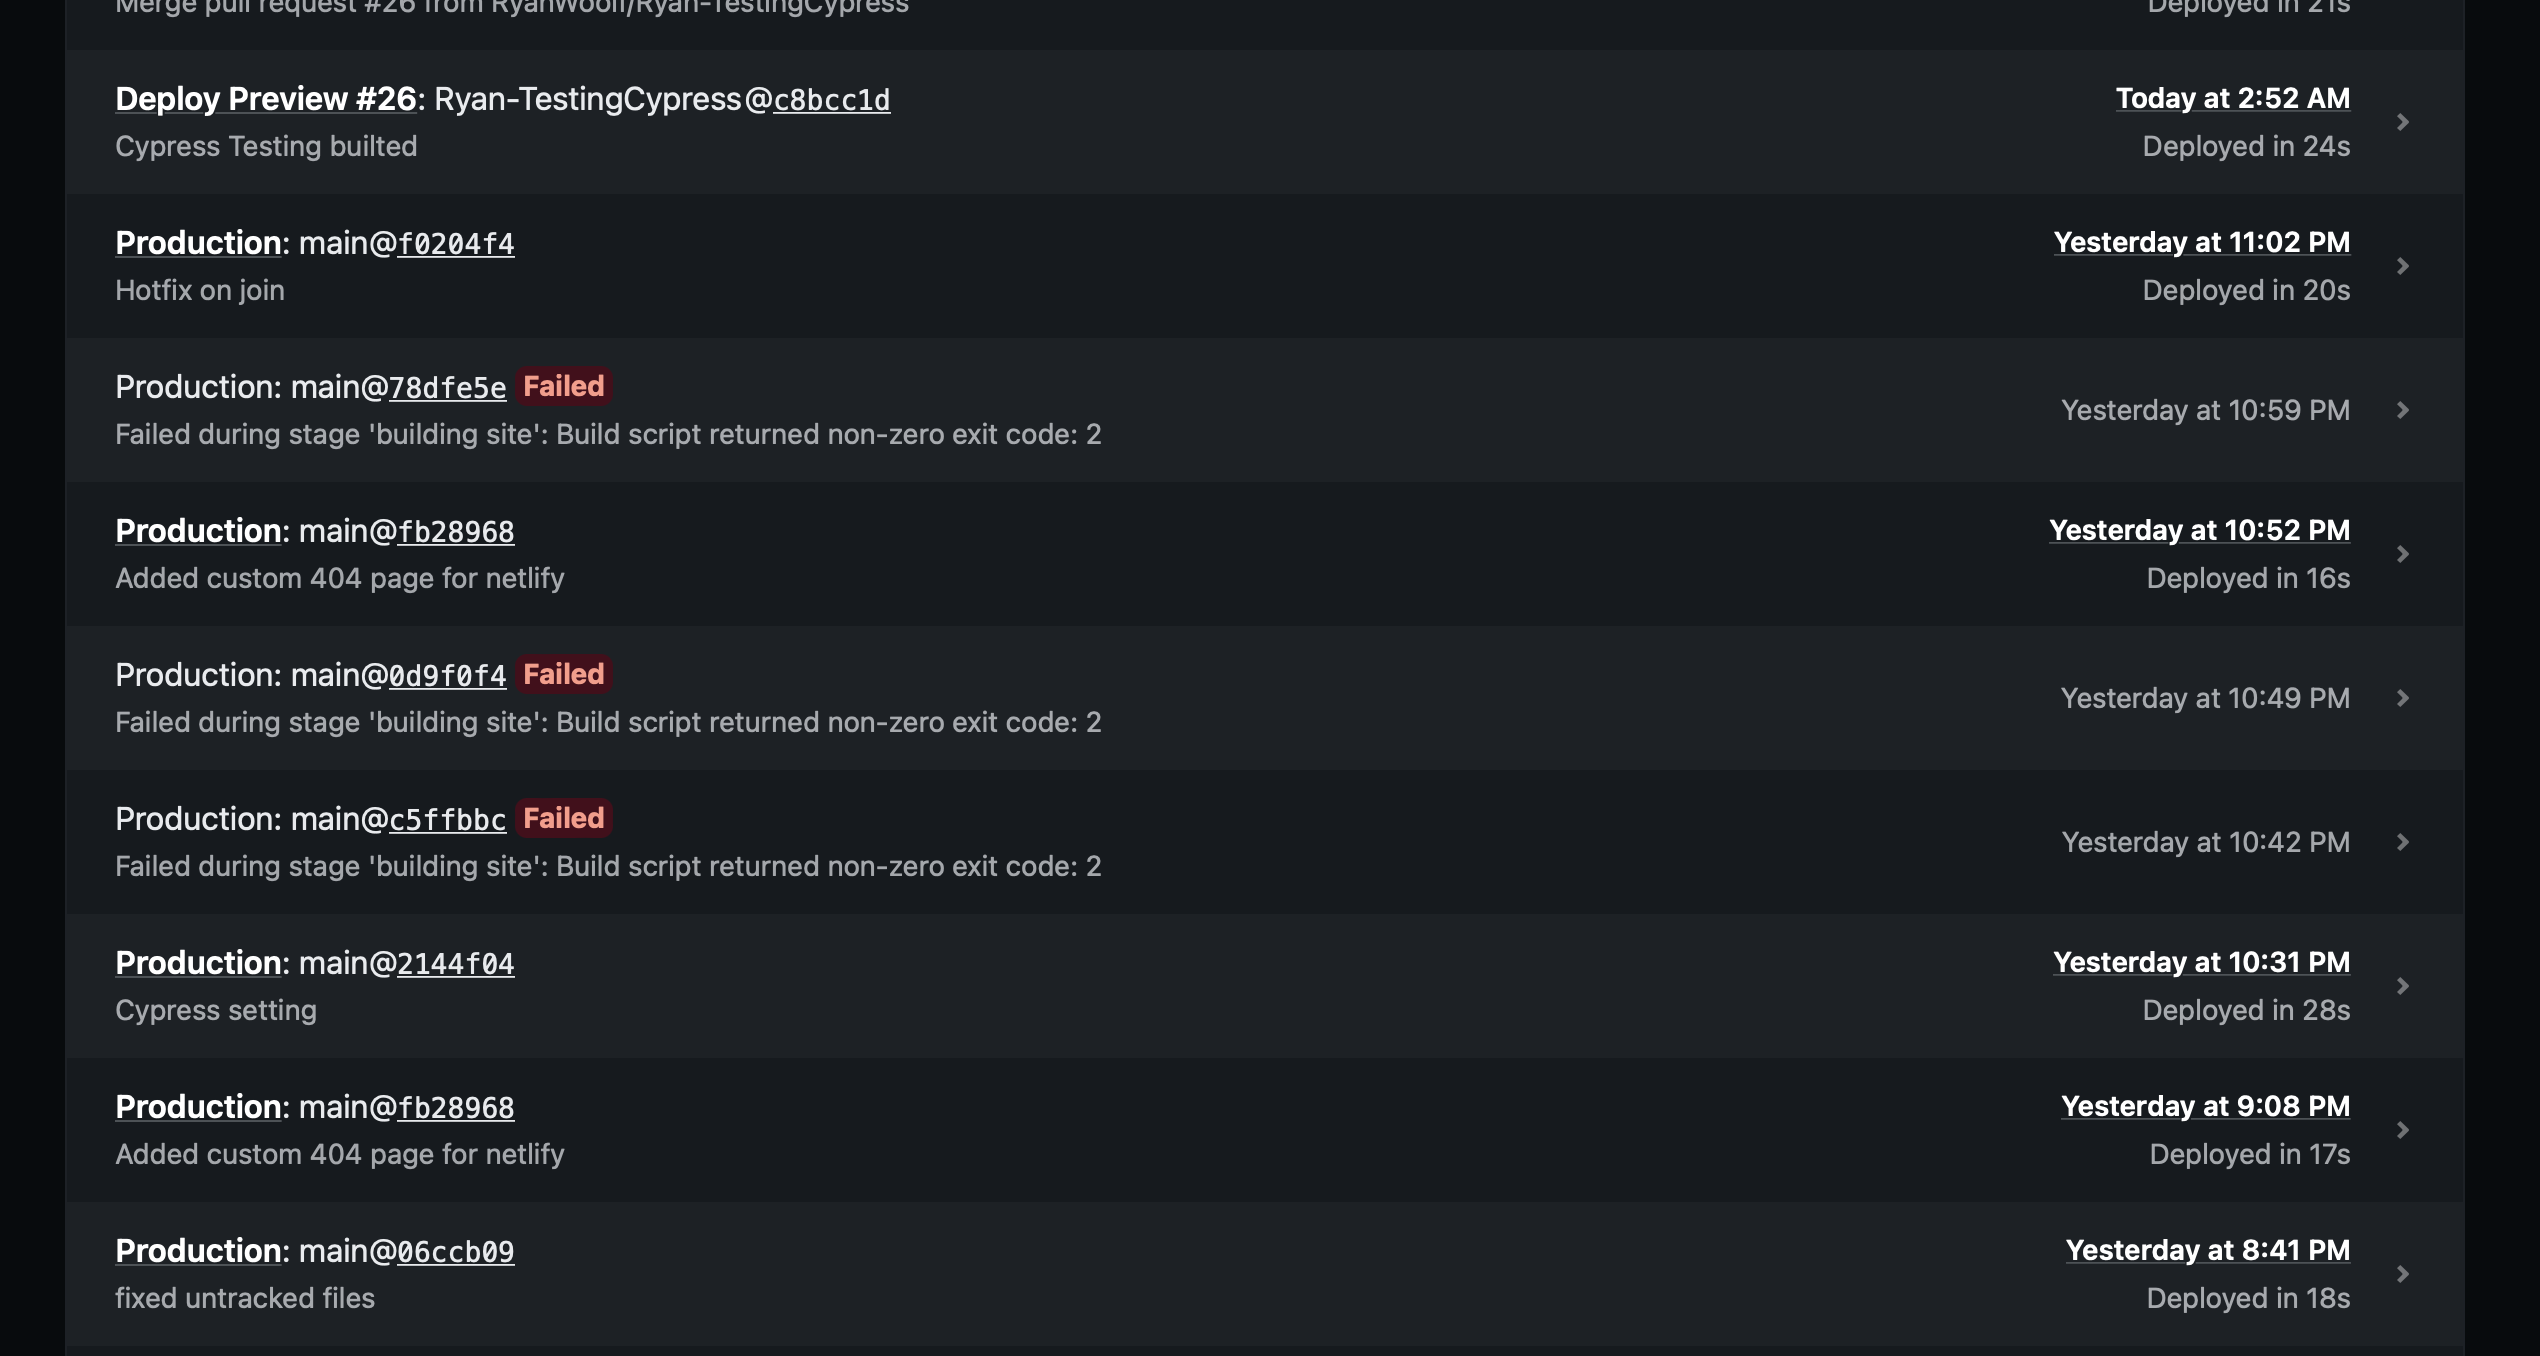 Merge pull request #26 from RyanWoolf/Ryan-TestingCypress
Deployed in 21s
Deploy Preview #26: Ryan-TestingCypress@c8bcc1d
Today at 2:52 AM
Cypress Testing builted
Deployed in 24s
Production: main@f0204f4
Yesterday at 11:02 PM
Hotfix on join
Deployed in 20s
Production: main@78dfe5e Failed
Failed during stage 'building site': Build script returned non-zero exit code: 2
Yesterday at 10:59 PM
Production: main@fb28968
Yesterday at 10:52 PM
Added custom 404 page for netlify
Deployed in 16s
Production: main@0d9f0f4 Failed
Failed during stage 'building site': Build script returned non-zero exit code: 2
Yesterday at 10:49 PM
Production: main@c5ffbbc Failed
Failed during stage 'building site': Build script returned non-zero exit code: 2
Yesterday at 10:42 PM
Production: main@2144f04
Yesterday at 10:31 PM
Cypress setting
Deployed in 28s
Production: main@fb28968
Yesterday at 9:08 PM
Added custom 404 page for netlify
Deployed in 17s
Production: main@06ccb09
Yesterday at 8:41 PM
fixed untracked files
Deployed in 18s